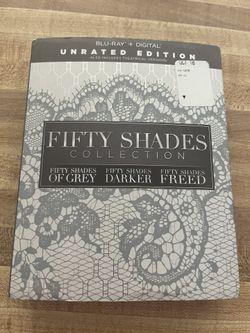 BLU-RAY + DIGITAL
UNRATED EDITION
ALSO INCLUDES THEATRICAL VERSIONS
FIFTY SHADES
COLLECTION
FIFTY SHADES FIFTY SHADES FIFTY SHADES
OF GREY DARKER FREED